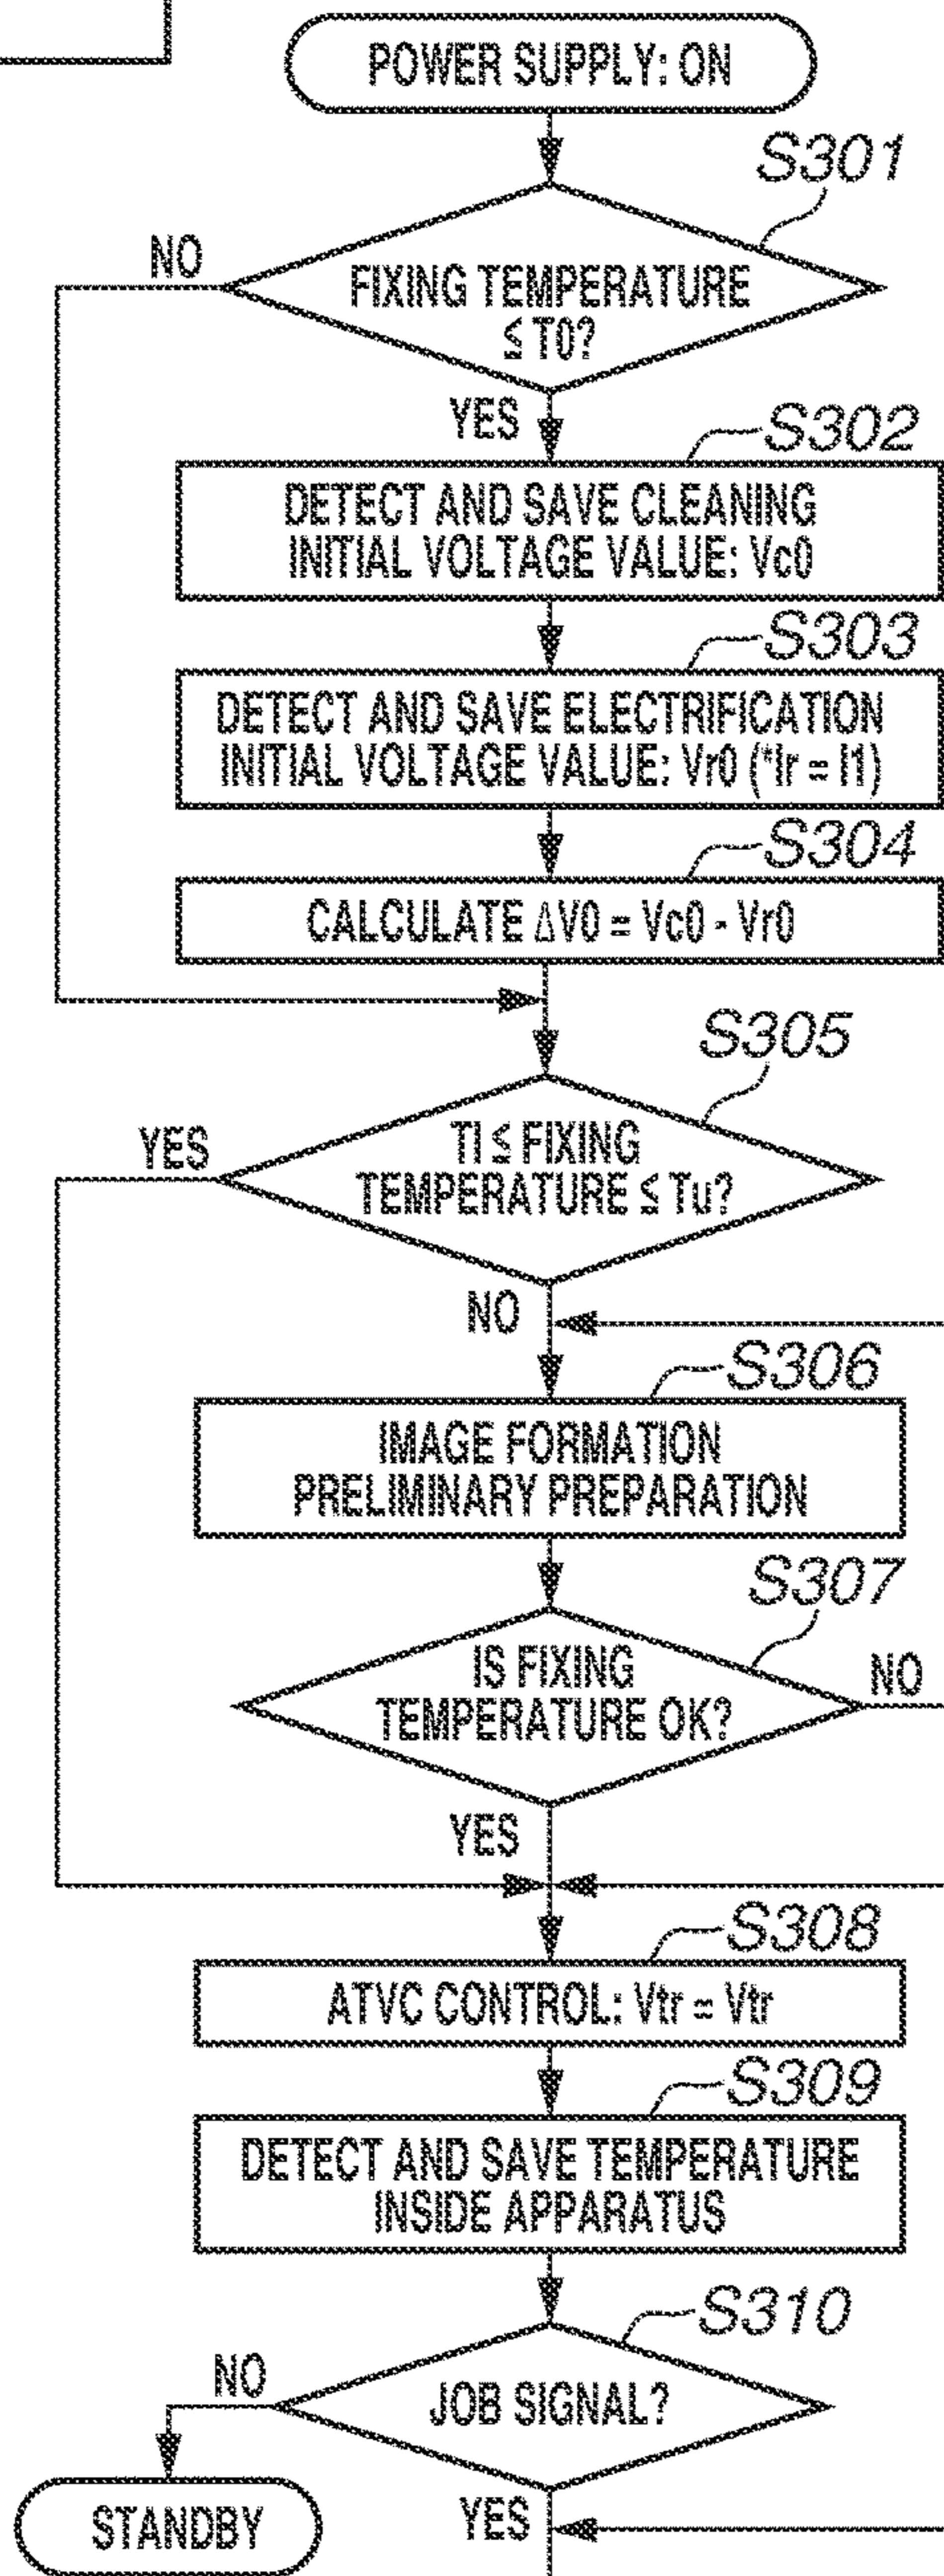 POWER SUPPLY: ON
S301
NO
FIXING TEMPERATURE
≤ T0?
YES
S302
DETECT AND SAVE CLEANING
INITIAL VOLTAGE VALUE: Vc0
S303
DETECT AND SAVE ELECTRIFICATION
INITIAL VOLTAGE VALUE: Vr0 (*Ir = I1)
S304
CALCULATE ΔV0 = Vc0 - Vr0
S305
YES
Tl ≤ FIXING
TEMPERATURE ≤ Tu?
NO
S306
IMAGE FORMATION
PRELIMINARY PREPARATION
S307
IS FIXING
TEMPERATURE OK?
NO
YES
S308
ATVC CONTROL: Vtr = Vtr
S309
DETECT AND SAVE TEMPERATURE
INSIDE APPARATUS
S310
NO
JOB SIGNAL?
STANDBY
YES